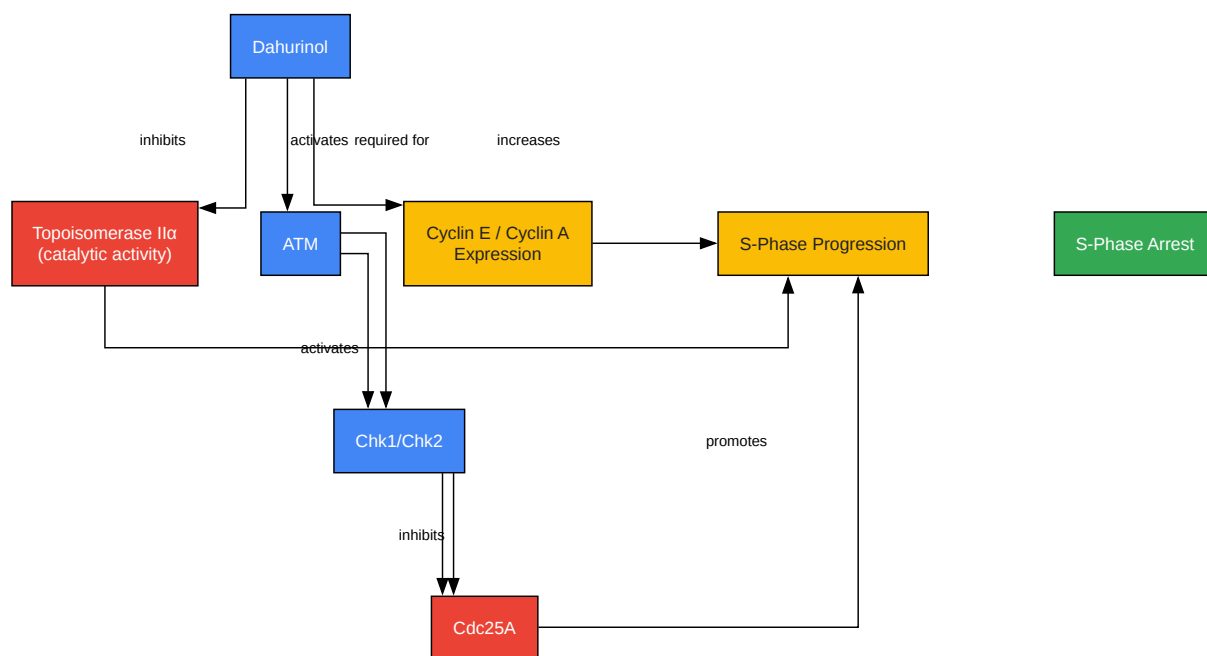 Dahurinol
inhibits
activates
required for
increases
Topoisomerase IIα
(catalytic activity)
ATM
Cyclin E / Cyclin A
Expression
S-Phase Progression
S-Phase Arrest
activates
Chk1/Chk2
promotes
inhibits
Cdc25A